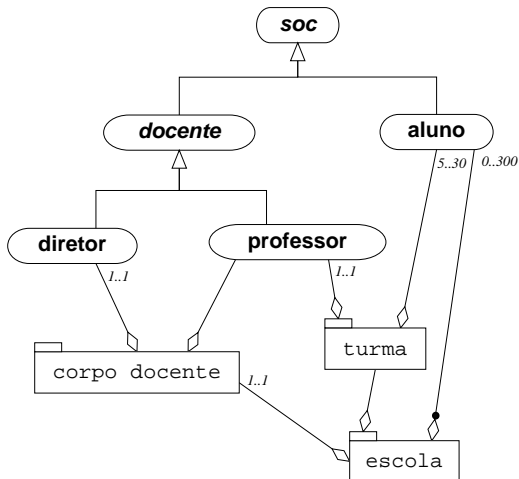 soc
docente
aluno
5..30
0..300
diretor
professor
1..1
1..1
turma
corpo docente
1..1
escola